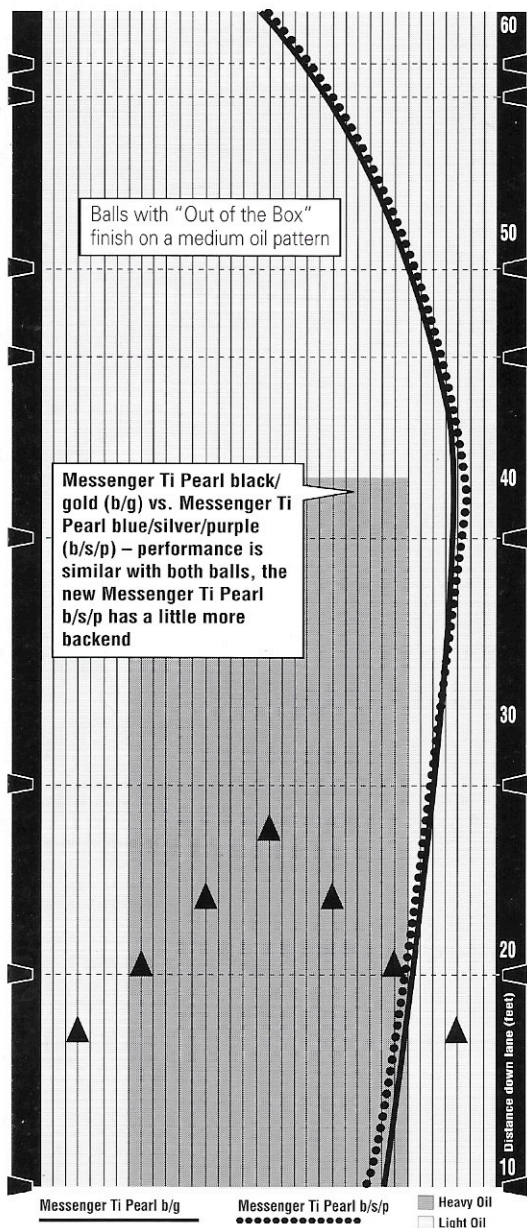 60
Balls with “Out of the Box”
finish on a medium oil pattern
50
40
Messenger Ti Pearl black/
gold (b/g) vs. Messenger Ti
Pearl blue/silver/purple
(b/s/p) – performance is
similar with both balls, the
new Messenger Ti Pearl
b/s/p has a little more
backend
30
20
Distance down lane (feet)
10
Messenger Ti Pearl b/g
Messenger Ti Pearl b/s/p
Heavy Oil
Light Oil